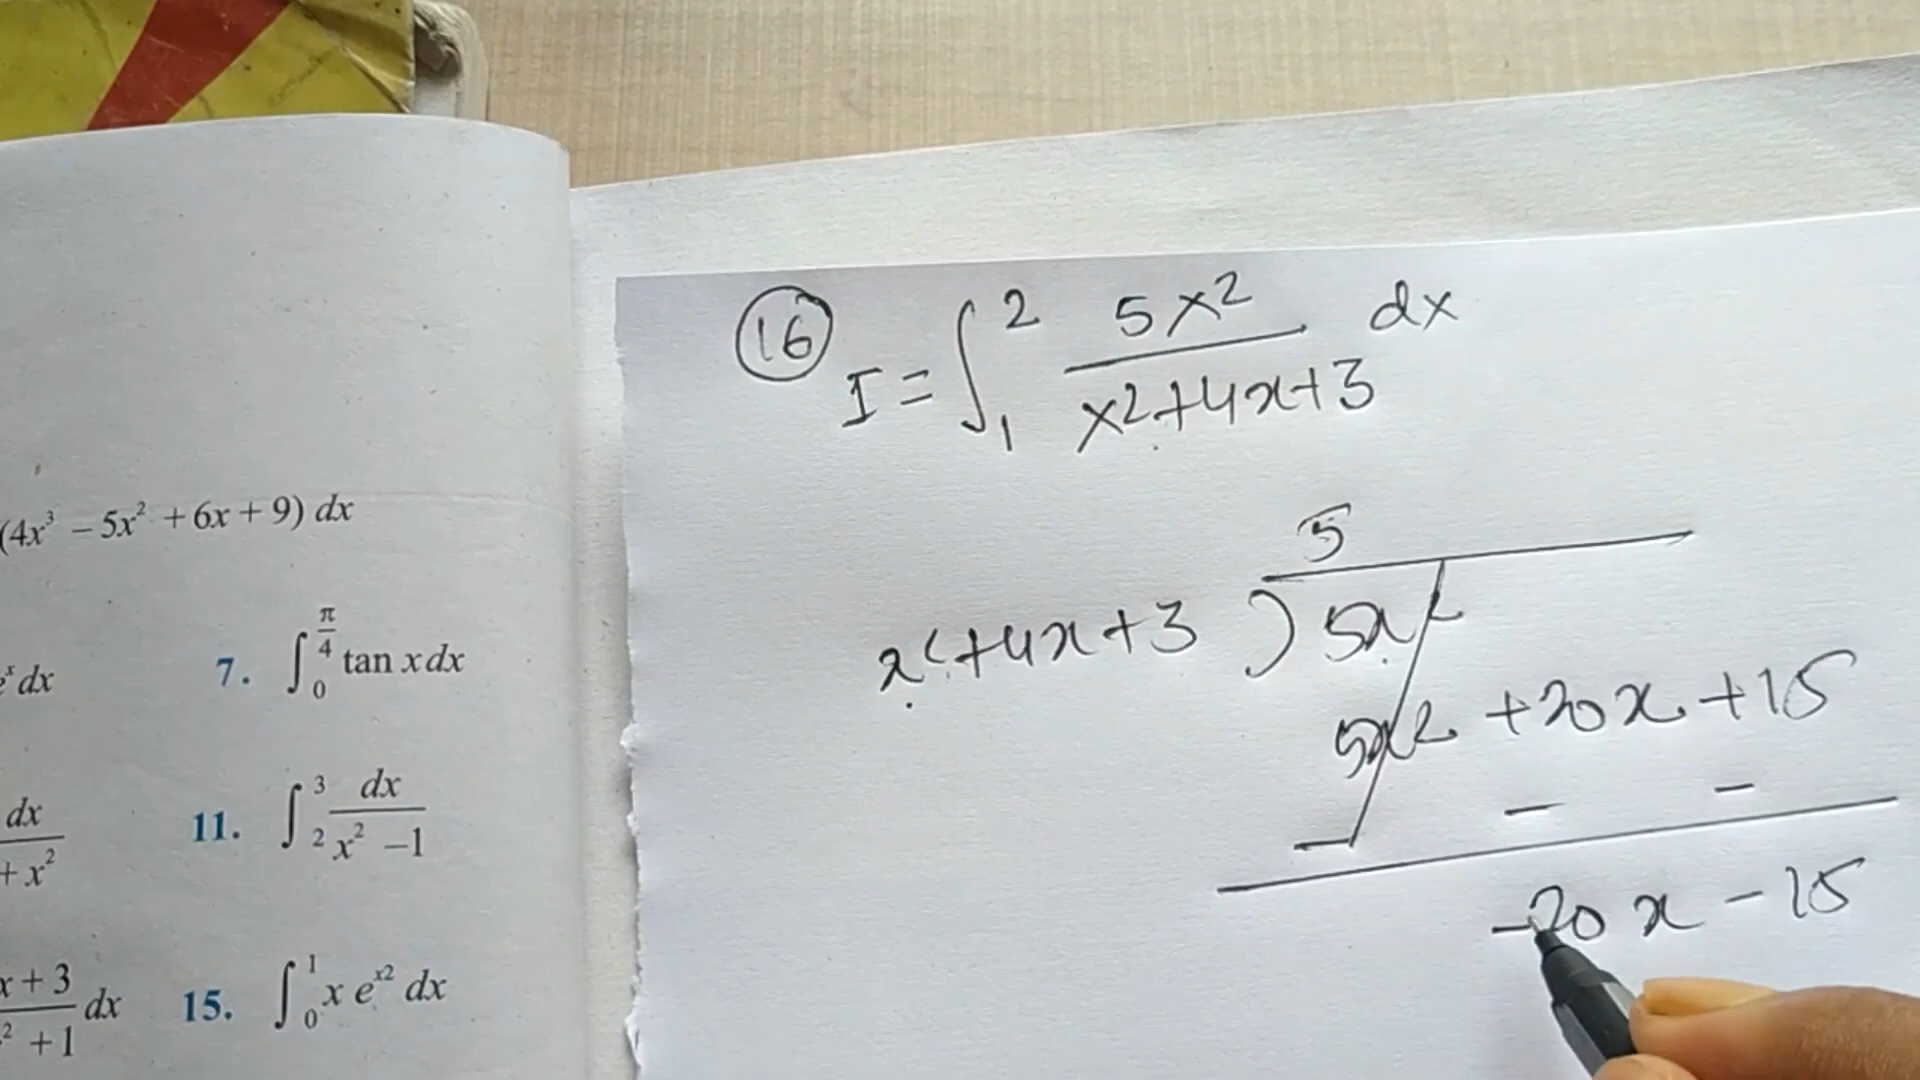 (4x³ – 5x² + 6x + 9) dx
eˣ dx
7. ∫₀^(π/4) tan x dx
dx
+ x²
11. ∫₂³ dx/(x² – 1)
x + 3
² + 1 dx
15. ∫₀¹ x e^(x2) dx
16
I = ∫₁² 5x²/(x²+4x+3) dx
5
x²+4x+3 ) 5x²
5x² +20x +15
– – –
-20x - 15